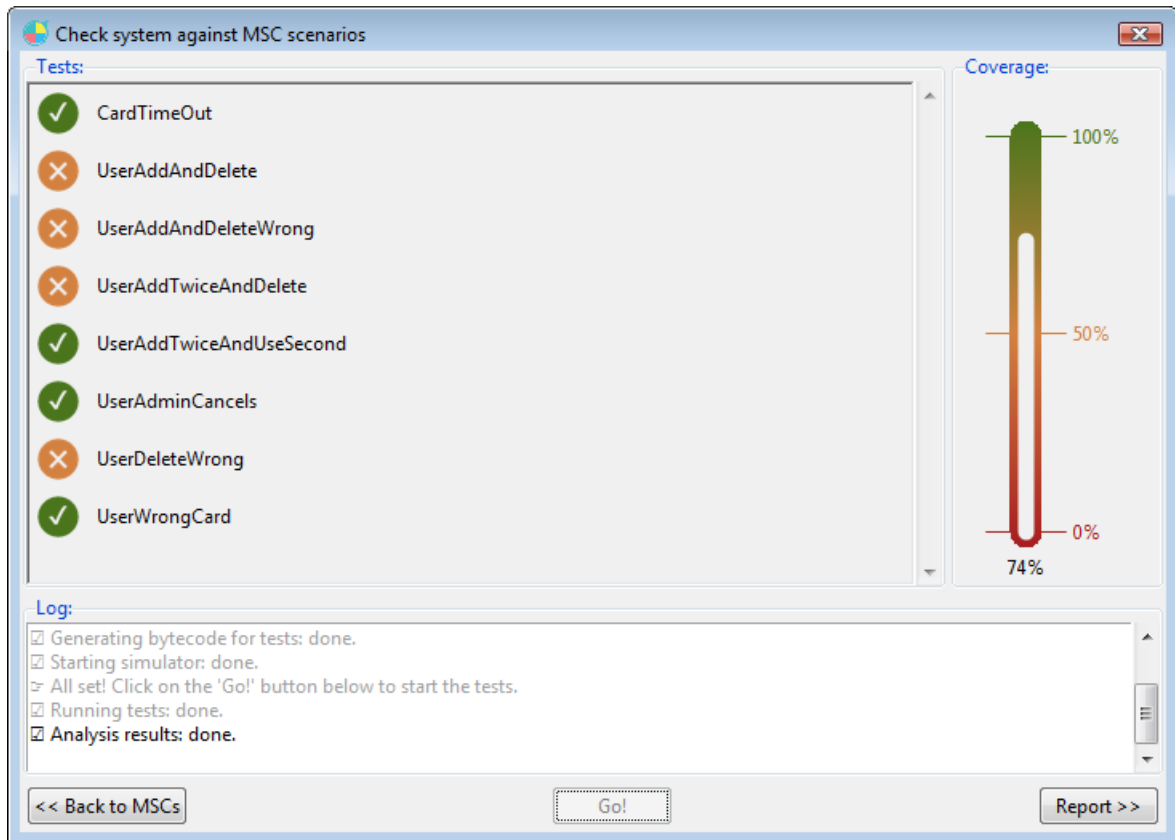 Check system against MSC scenarios
Tests:
CardTimeOut
UserAddAndDelete
UserAddAndDeleteWrong
UserAddTwiceAndDelete
UserAddTwiceAndUseSecond
UserAdminCancels
UserDeleteWrong
UserWrongCard
Coverage:
100%
50%
0%
74%
Log:
☑ Generating bytecode for tests: done.
☑ Starting simulator: done.
☞ All set! Click on the 'Go!' button below to start the tests.
☑ Running tests: done.
☑ Analysis results: done.
<< Back to MSCs
Go!
Report >>